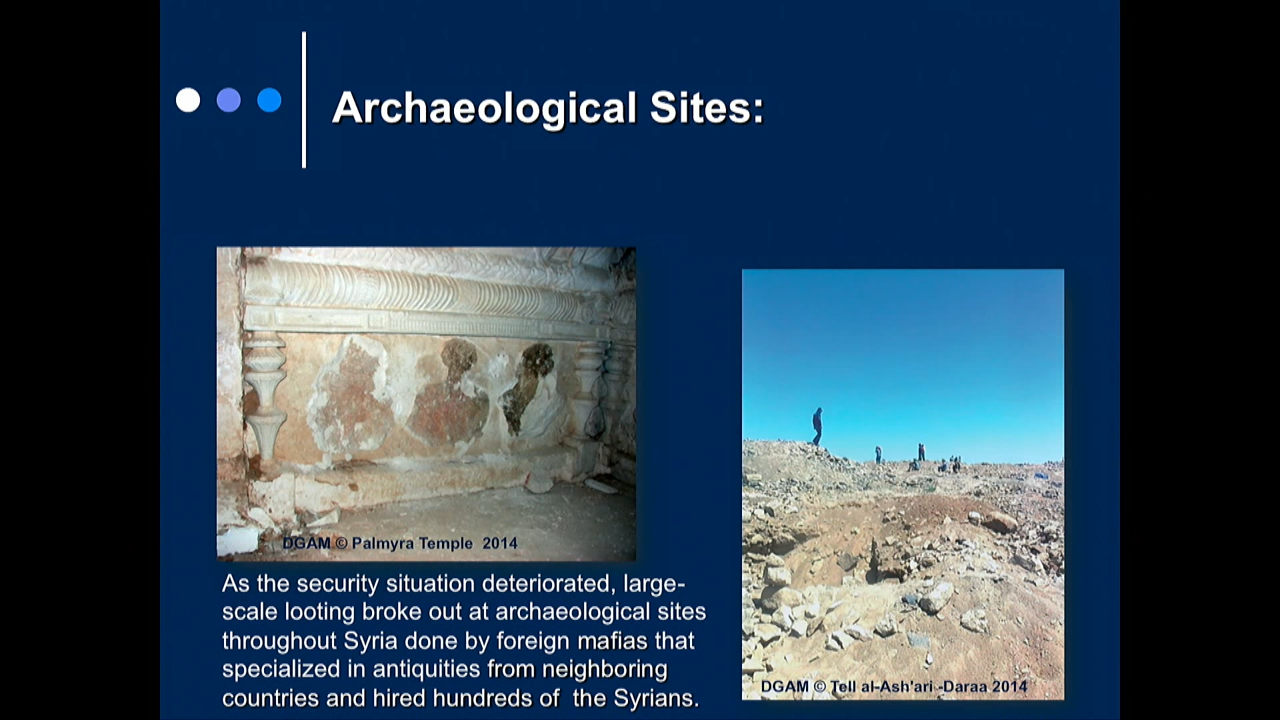 Archaeological Sites:
DGAM © Palmyra Temple 2014
As the security situation deteriorated, large-
scale looting broke out at archaeological sites
throughout Syria done by foreign mafias that
specialized in antiquities from neighboring
countries and hired hundreds of the Syrians.
DGAM © Tell al-Ash'ari -Daraa 2014